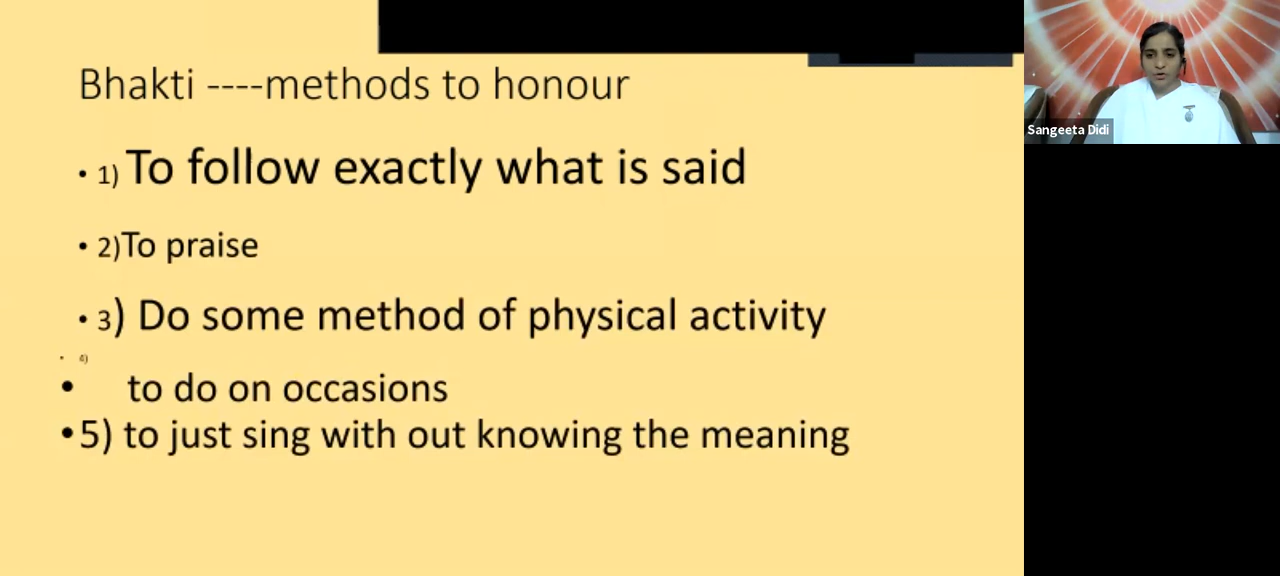 Bhakti ----methods to honour
• 1) To follow exactly what is said
• 2)To praise
• 3) Do some method of physical activity
• 4)
• to do on occasions
• 5) to just sing with out knowing the meaning
Sangeeta Didi